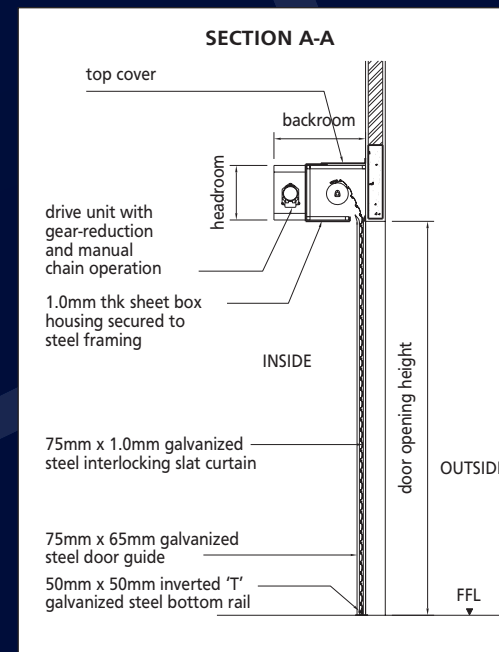 SECTION A-A
top cover
backroom
headroom
drive unit with
gear-reduction
and manual
chain operation
1.0mm thk sheet box
housing secured to
steel framing
INSIDE
door opening height
75mm x 1.0mm galvanized
steel interlocking slat curtain
OUTSIDE
75mm x 65mm galvanized
steel door guide
50mm x 50mm inverted ‘T’
galvanized steel bottom rail
FFL